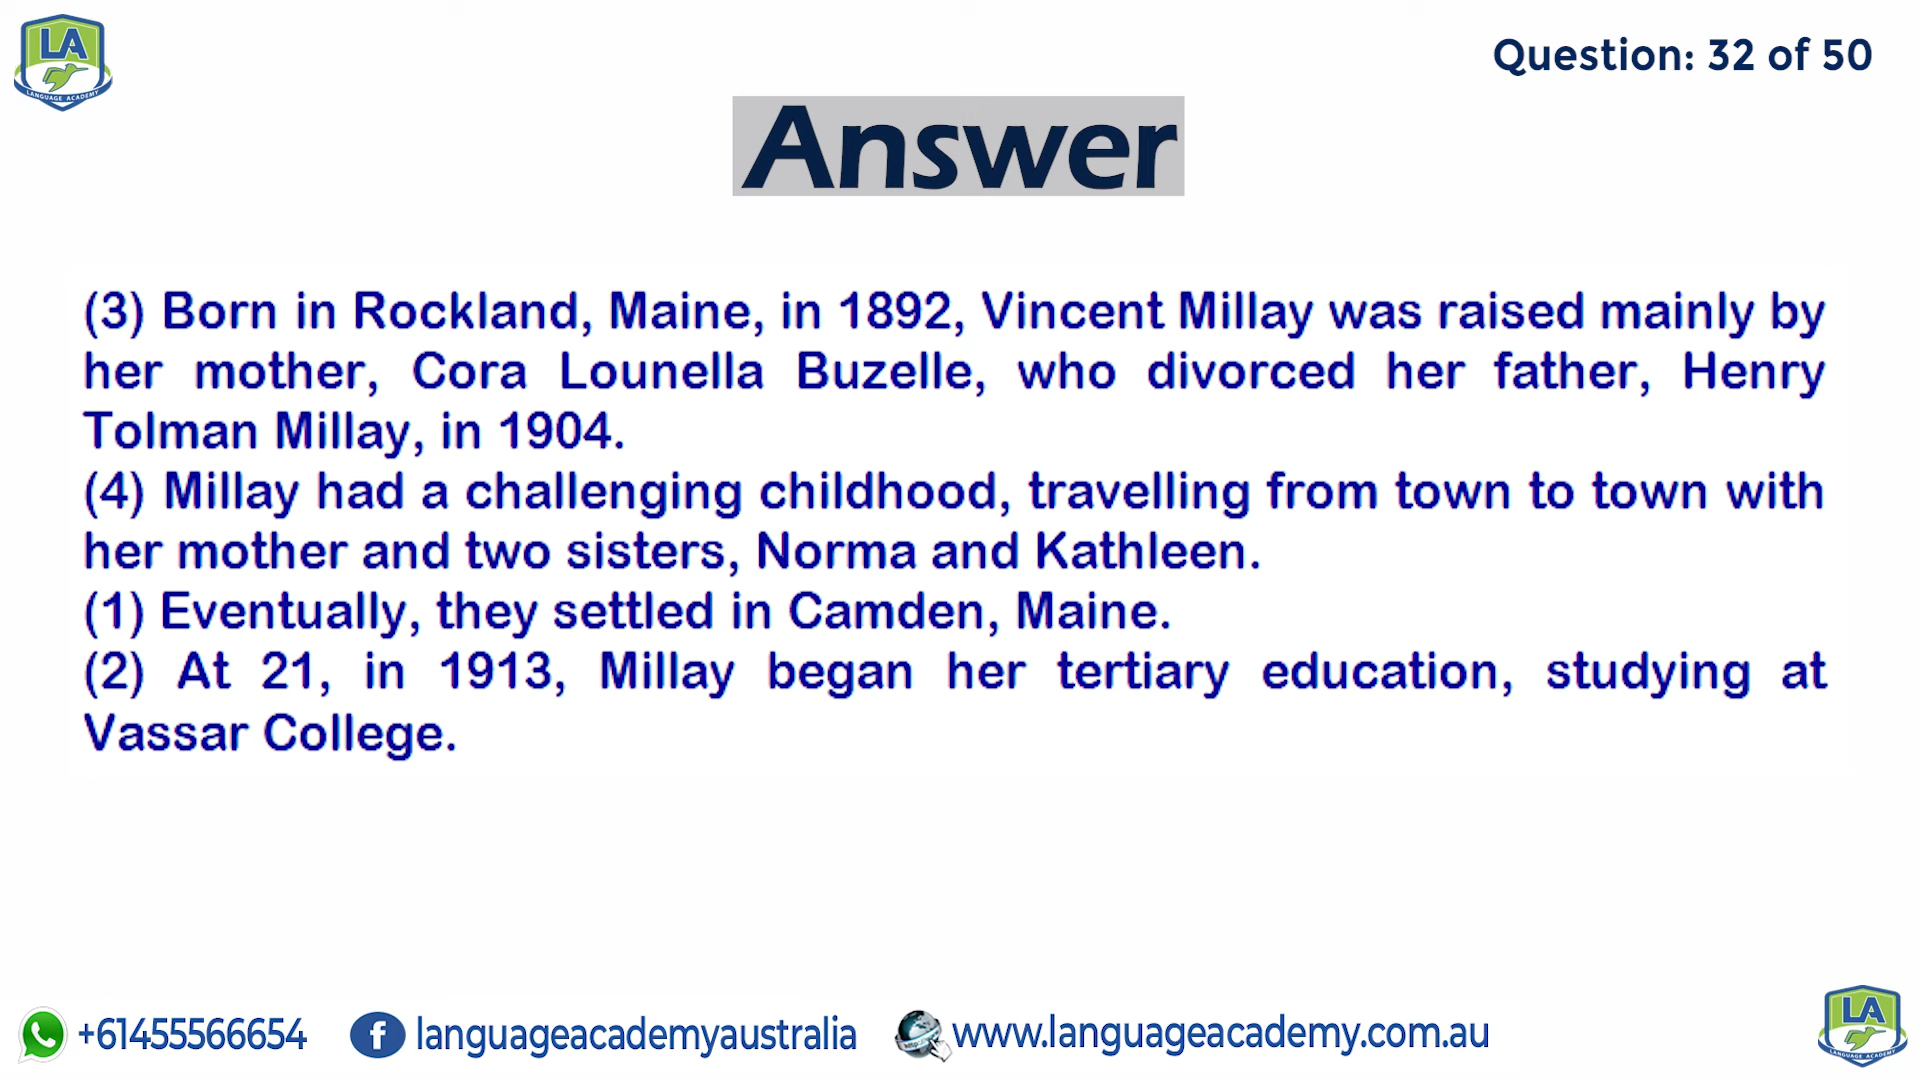 LA
LANGUAGE ACADEMY
Question: 32 of 50
Answer
(3) Born in Rockland, Maine, in 1892, Vincent Millay was raised mainly by
her mother, Cora Lounella Buzelle, who divorced her father, Henry
Tolman Millay, in 1904.
(4) Millay had a challenging childhood, travelling from town to town with
her mother and two sisters, Norma and Kathleen.
(1) Eventually, they settled in Camden, Maine.
(2) At 21, in 1913, Millay began her tertiary education, studying at
Vassar College.
+61455566654
f languageacademyaustralia
www.languageacademy.com.au
LA
LANGUAGE ACADEMY